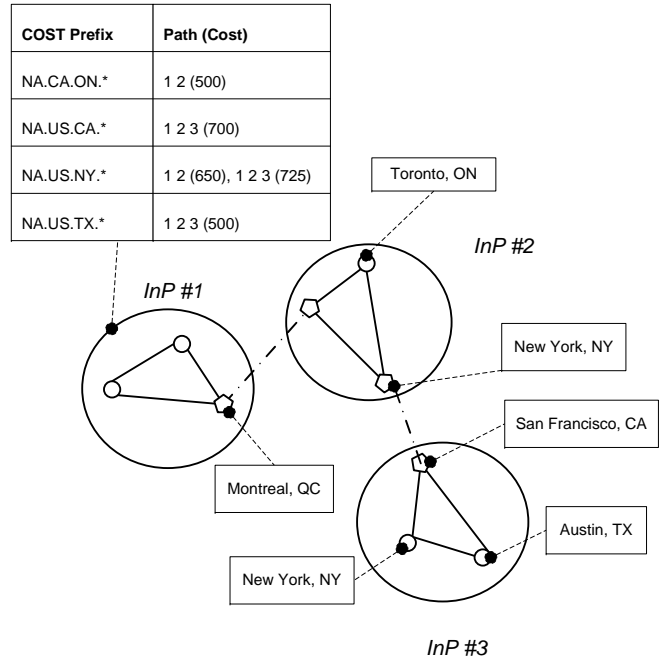 COST Prefix Path (Cost)
NA.CA.ON.* 1 2 (500)
NA.US.CA.* 1 2 3 (700)
NA.US.NY.* 1 2 (650), 1 2 3 (725)
NA.US.TX.* 1 2 3 (500)
Toronto, ON
InP #2
InP #1
New York, NY
San Francisco, CA
Montreal, QC
Austin, TX
New York, NY
InP #3